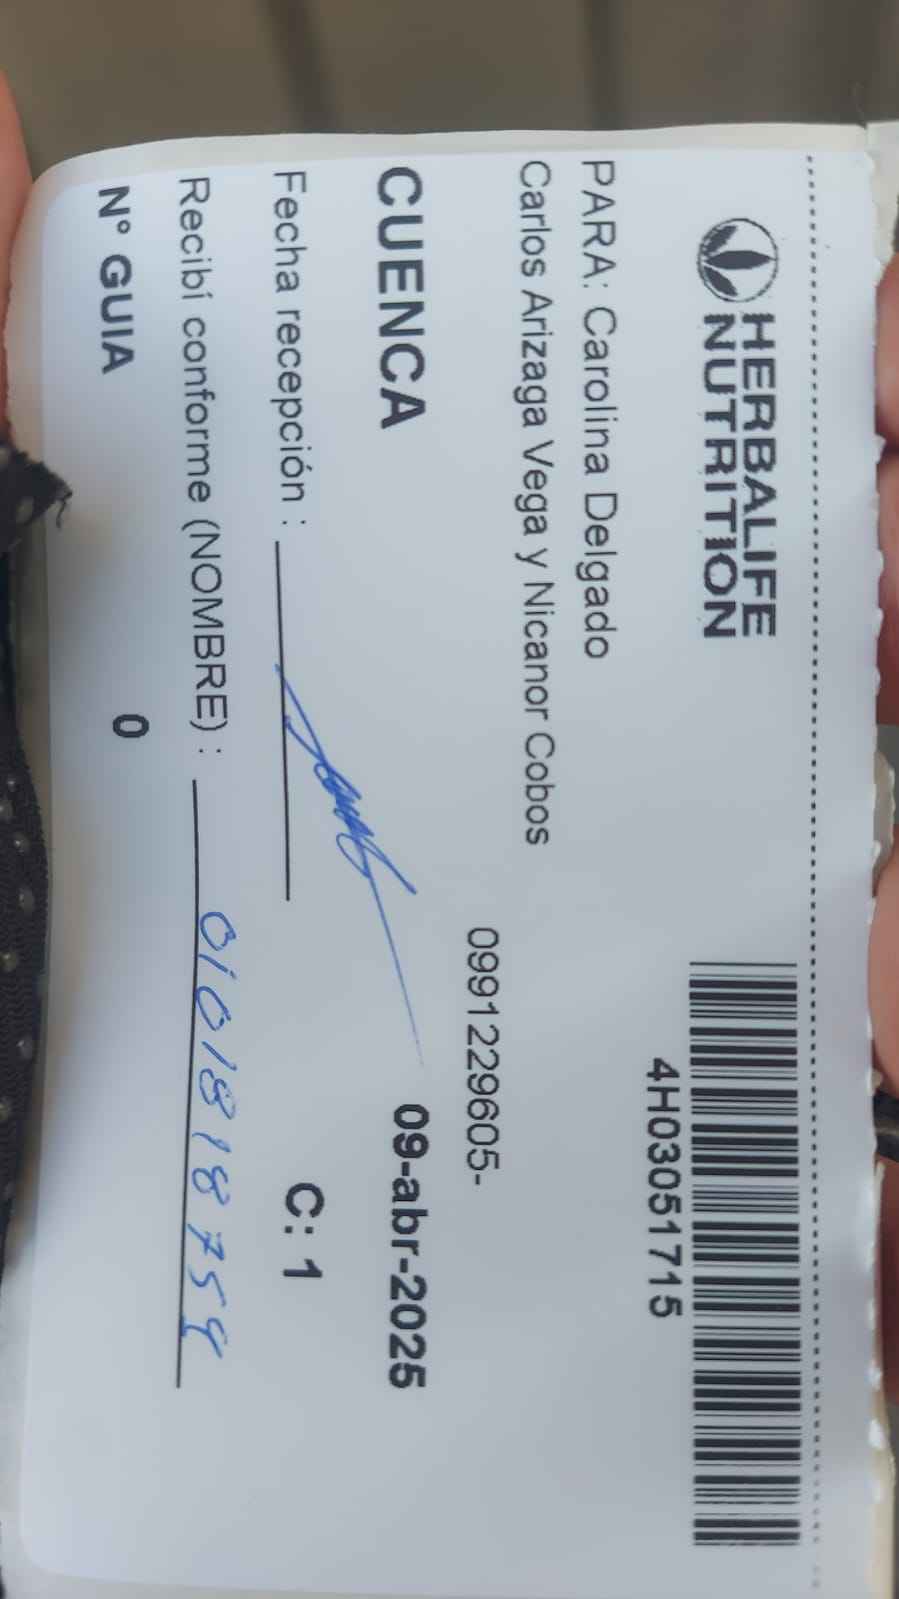 HERBALIFE
NUTRITION
4H03051715
PARA: Carolina Delgado
Carlos Arizaga Vega y Nicanor Cobos
0991229605-
CUENCA 09-abr-2025
Fecha recepción : C: 1
Recibí conforme (NOMBRE) :
N° GUIA 0